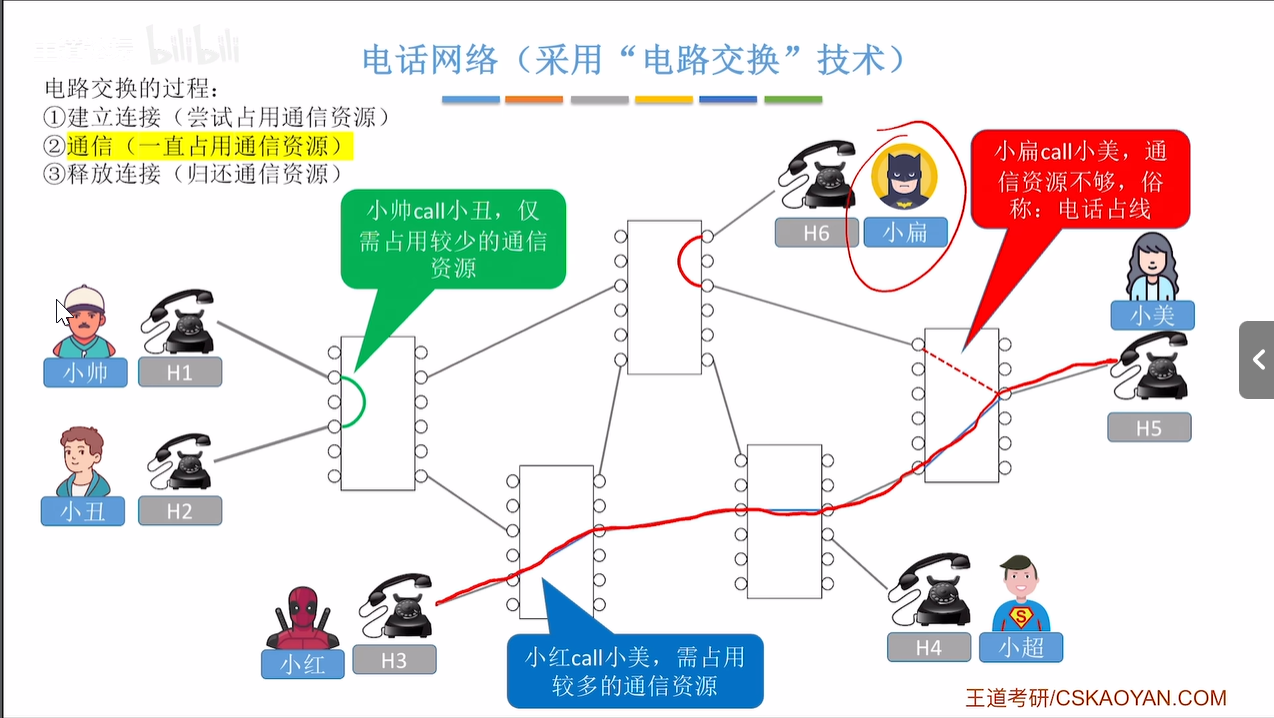 bilibili
电话网络（采用“电路交换”技术）
电路交换的过程：
①建立连接（尝试占用通信资源）
②通信（一直占用通信资源）
③释放连接（归还通信资源）
小帅call小丑，仅
需占用较少的通信
资源
小扁call小美，通
信资源不够，俗
称：电话占线
H6
小扁
小美
小帅
H1
H5
小丑
H2
小红
H3
小红call小美，需占用
较多的通信资源
H4
小超
S
王道考研/CSKAOYAN.COM